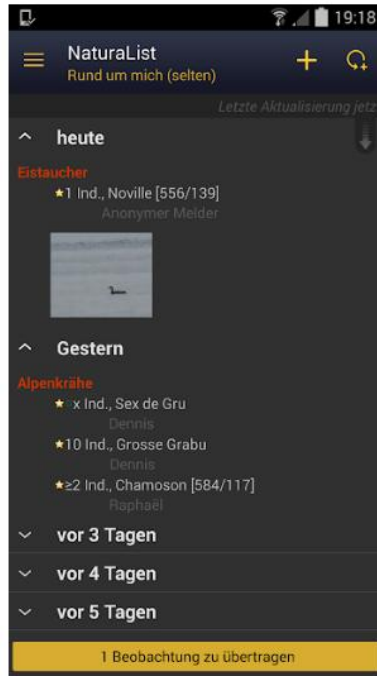 19:18
NaturaList
Rund um mich (selten)
Letzte Aktualisierung jetz
heute
Eistaucher
★1 Ind., Noville [556/139]
Anonymer Melder
Gestern
Alpenkrähe
★ x Ind., Sex de Gru
Dennis
★10 Ind., Grosse Grabu
Dennis
★≥2 Ind., Chamoson [584/117]
Raphaël
vor 3 Tagen
vor 4 Tagen
vor 5 Tagen
1 Beobachtung zu übertragen